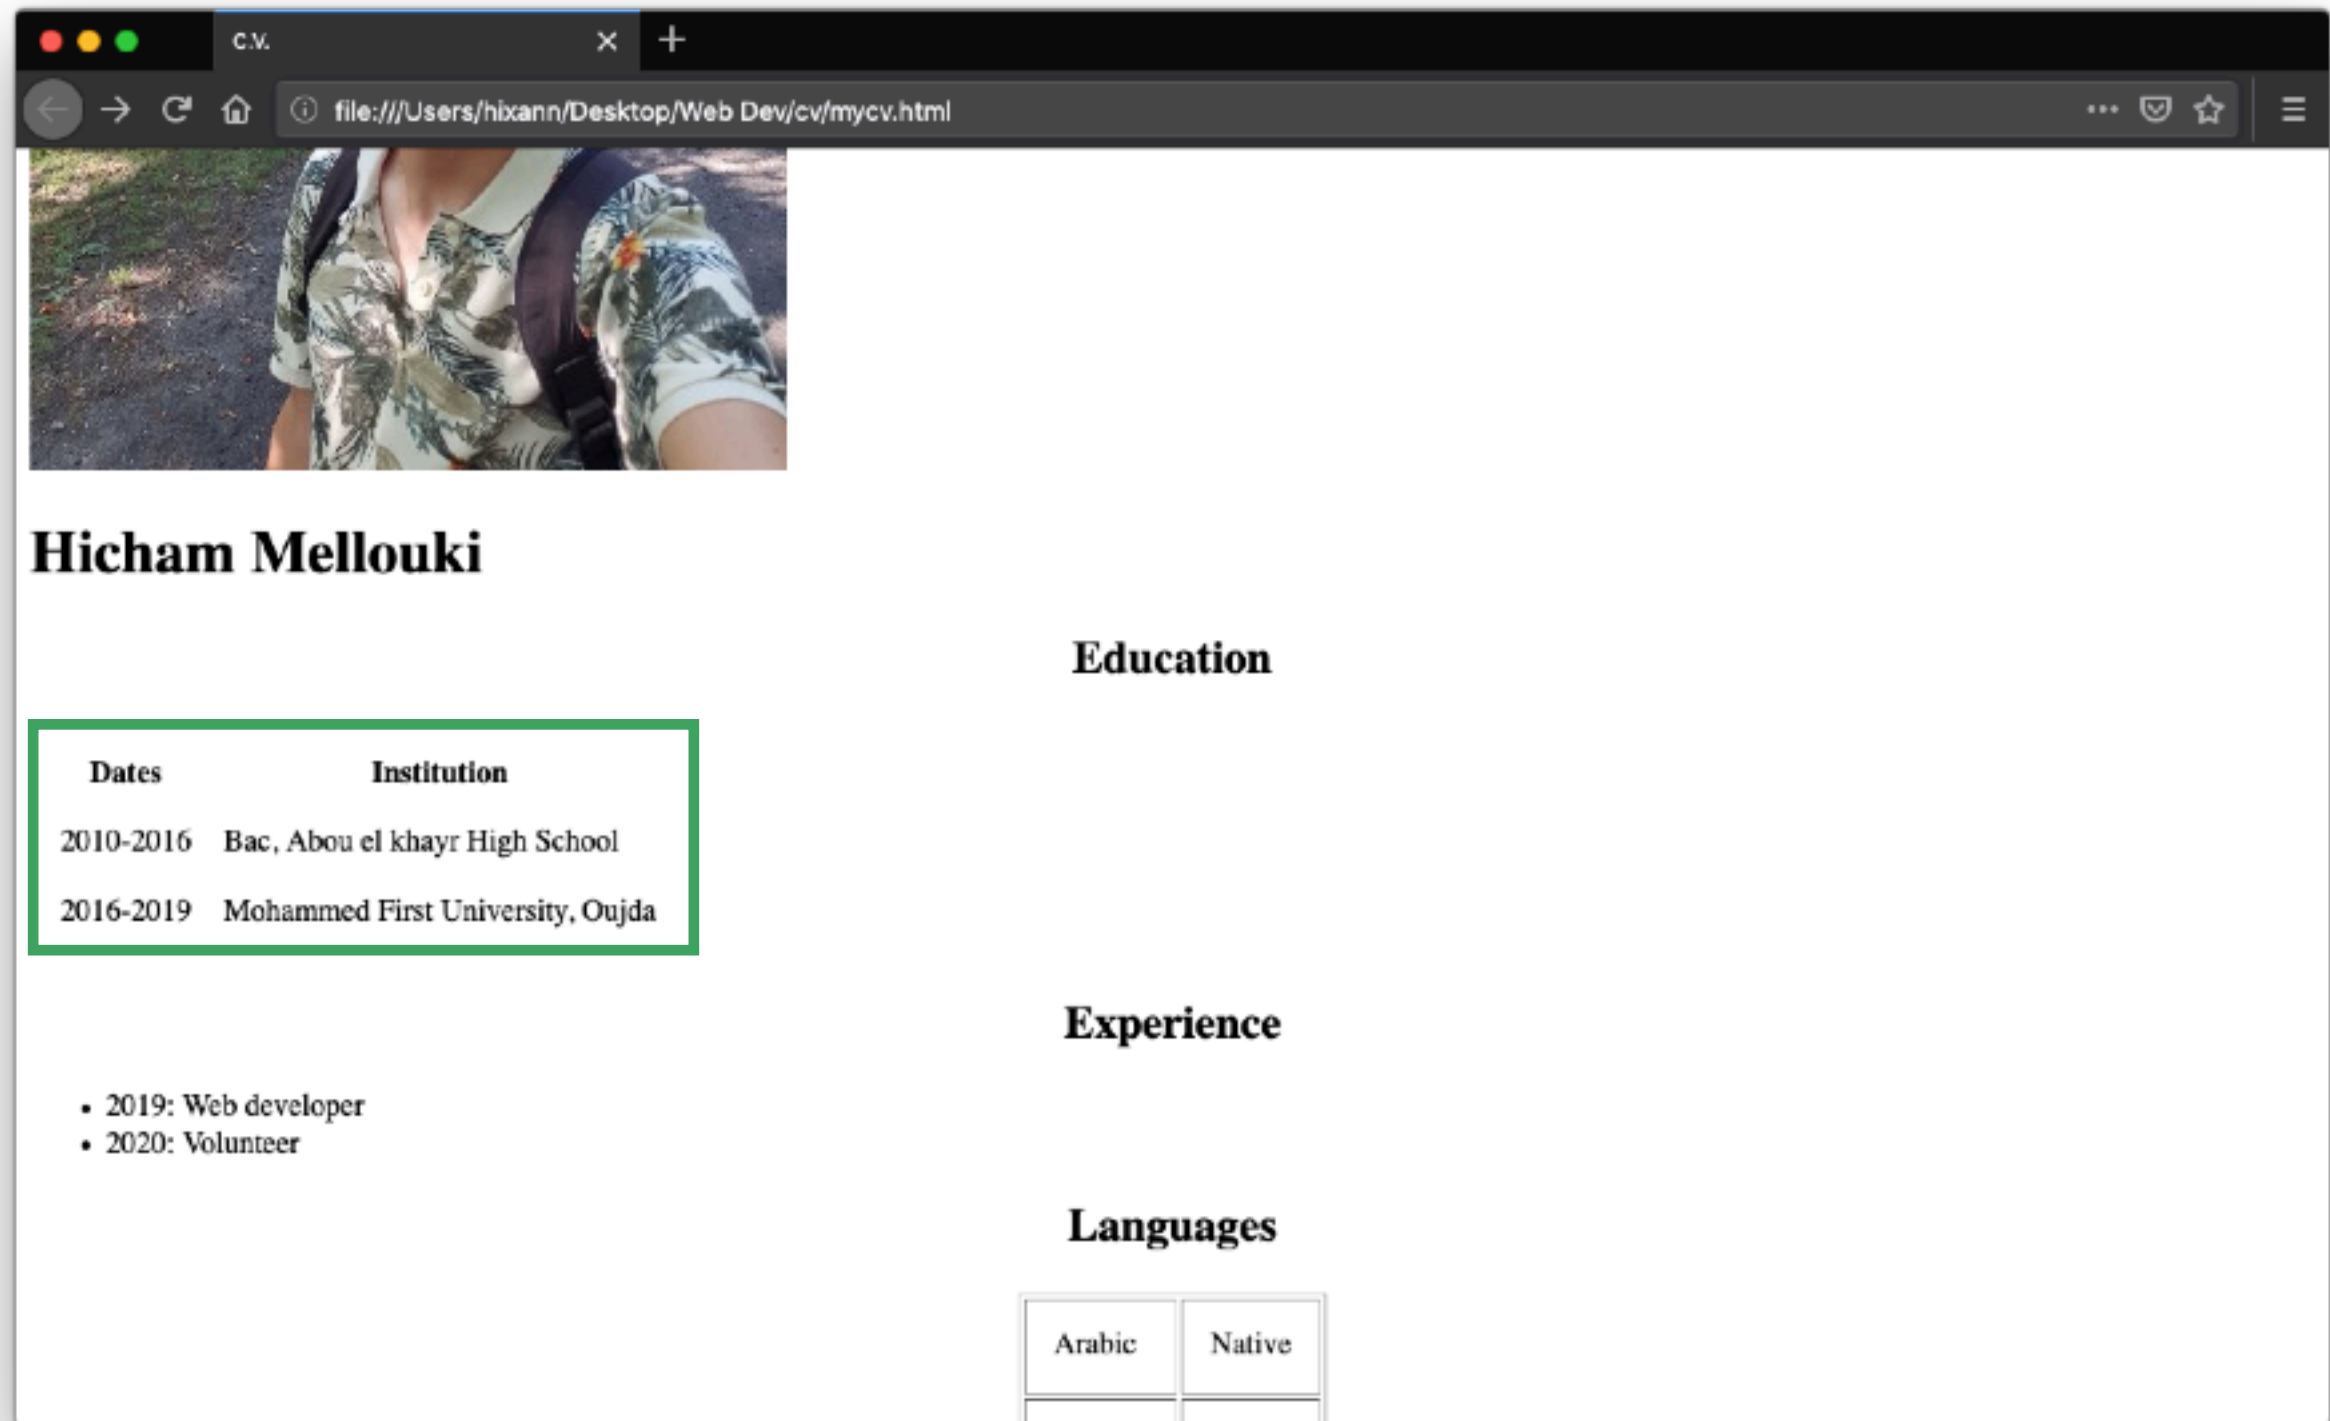 C.V.
file:///Users/hixann/Desktop/Web Dev/cv/mycv.html
Hicham Mellouki
Education
Dates Institution
2010-2016 Bac, Abou el khayr High School
2016-2019 Mohammed First University, Oujda
Experience
• 2019: Web developer
• 2020: Volunteer
Languages
Arabic Native